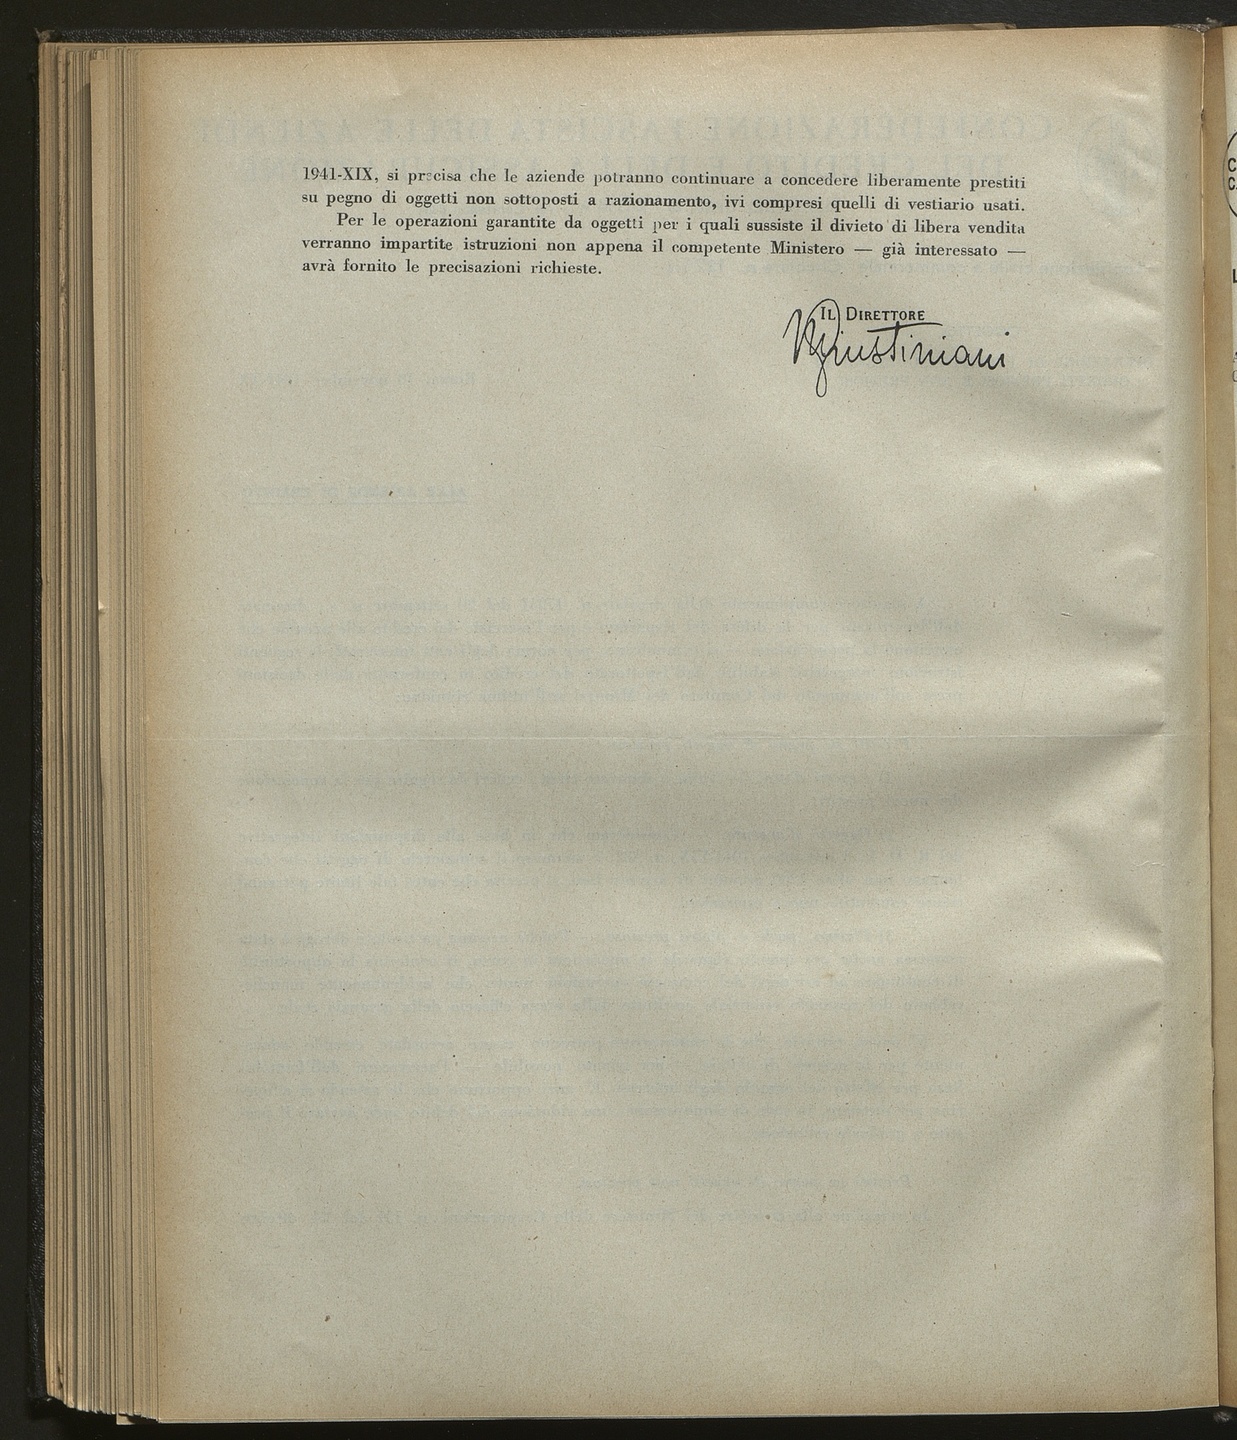 1941-XIX, si precisa che le aziende potranno continuare a concedere liberamente prestiti
su pegno di oggetti non sottoposti a razionamento, ivi compresi quelli di vestiario usati.
Per le operazioni garantite da oggetti per i quali sussiste il divieto di libera vendita
verranno impartite istruzioni non appena il competente Ministero — già interessato —
avrà fornito le precisazioni richieste.
IL DIRETTORE
Giustiniani